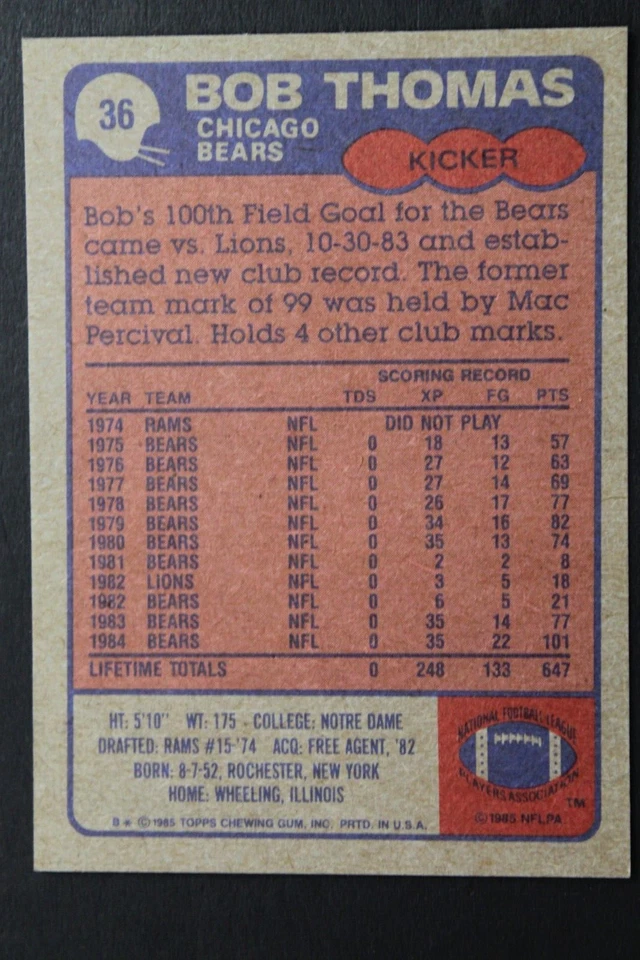 36
BOB THOMAS
CHICAGO
BEARS
KICKER
Bob's 100th Field Goal for the Bears
came vs. Lions, 10-30-83 and estab-
lished new club record. The former
team mark of 99 was held by Mac
Percival. Holds 4 other club marks.
SCORING RECORD
YEAR TEAM TDS XP FG PTS
1974 RAMS NFL DID NOT PLAY
1975 BEARS NFL 0 18 13 57
1976 BEARS NFL 0 27 12 63
1977 BEARS NFL 0 27 14 69
1978 BEARS NFL 0 26 17 77
1979 BEARS NFL 0 34 16 82
1980 BEARS NFL 0 35 13 74
1981 BEARS NFL 0 2 2 8
1982 LIONS NFL 0 3 5 18
1982 BEARS NFL 0 6 5 21
1983 BEARS NFL 0 35 14 77
1984 BEARS NFL 0 35 22 101
LIFETIME TOTALS 0 248 133 647
HT: 5'10" WT: 175 COLLEGE: NOTRE DAME
DRAFTED: RAMS #15-'74 ACQ: FREE AGENT, '82
BORN: 8-7-52, ROCHESTER, NEW YORK
HOME: WHEELING, ILLINOIS
B * © 1985 TOPPS CHEWING GUM, INC. PRTD. IN U.S.A.
NATIONAL FOOTBALL LEAGUE
PLAYERS ASSOCIATION
TM
© 1985 NFLPA